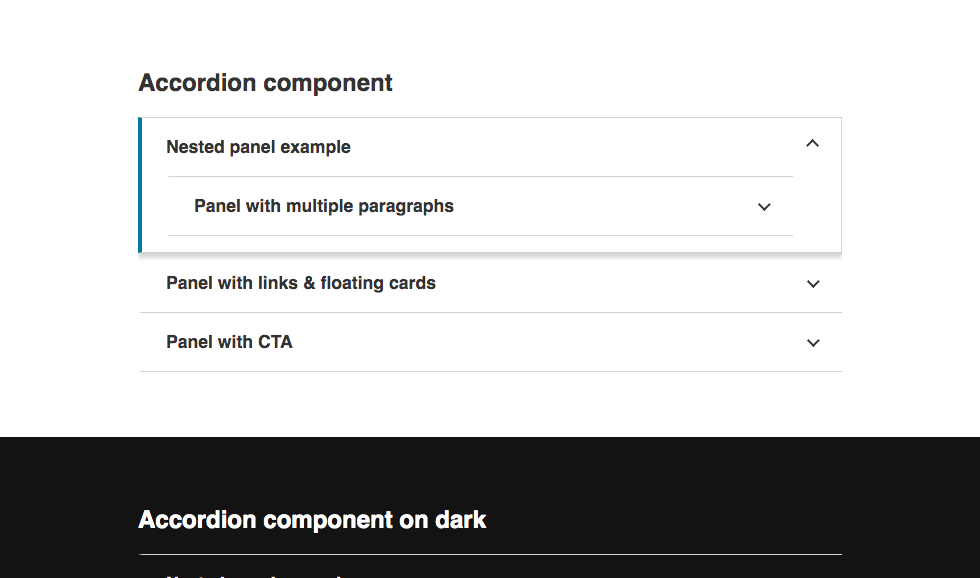 Accordion component
Nested panel example
Panel with multiple paragraphs
Panel with links & floating cards
Panel with CTA
Accordion component on dark